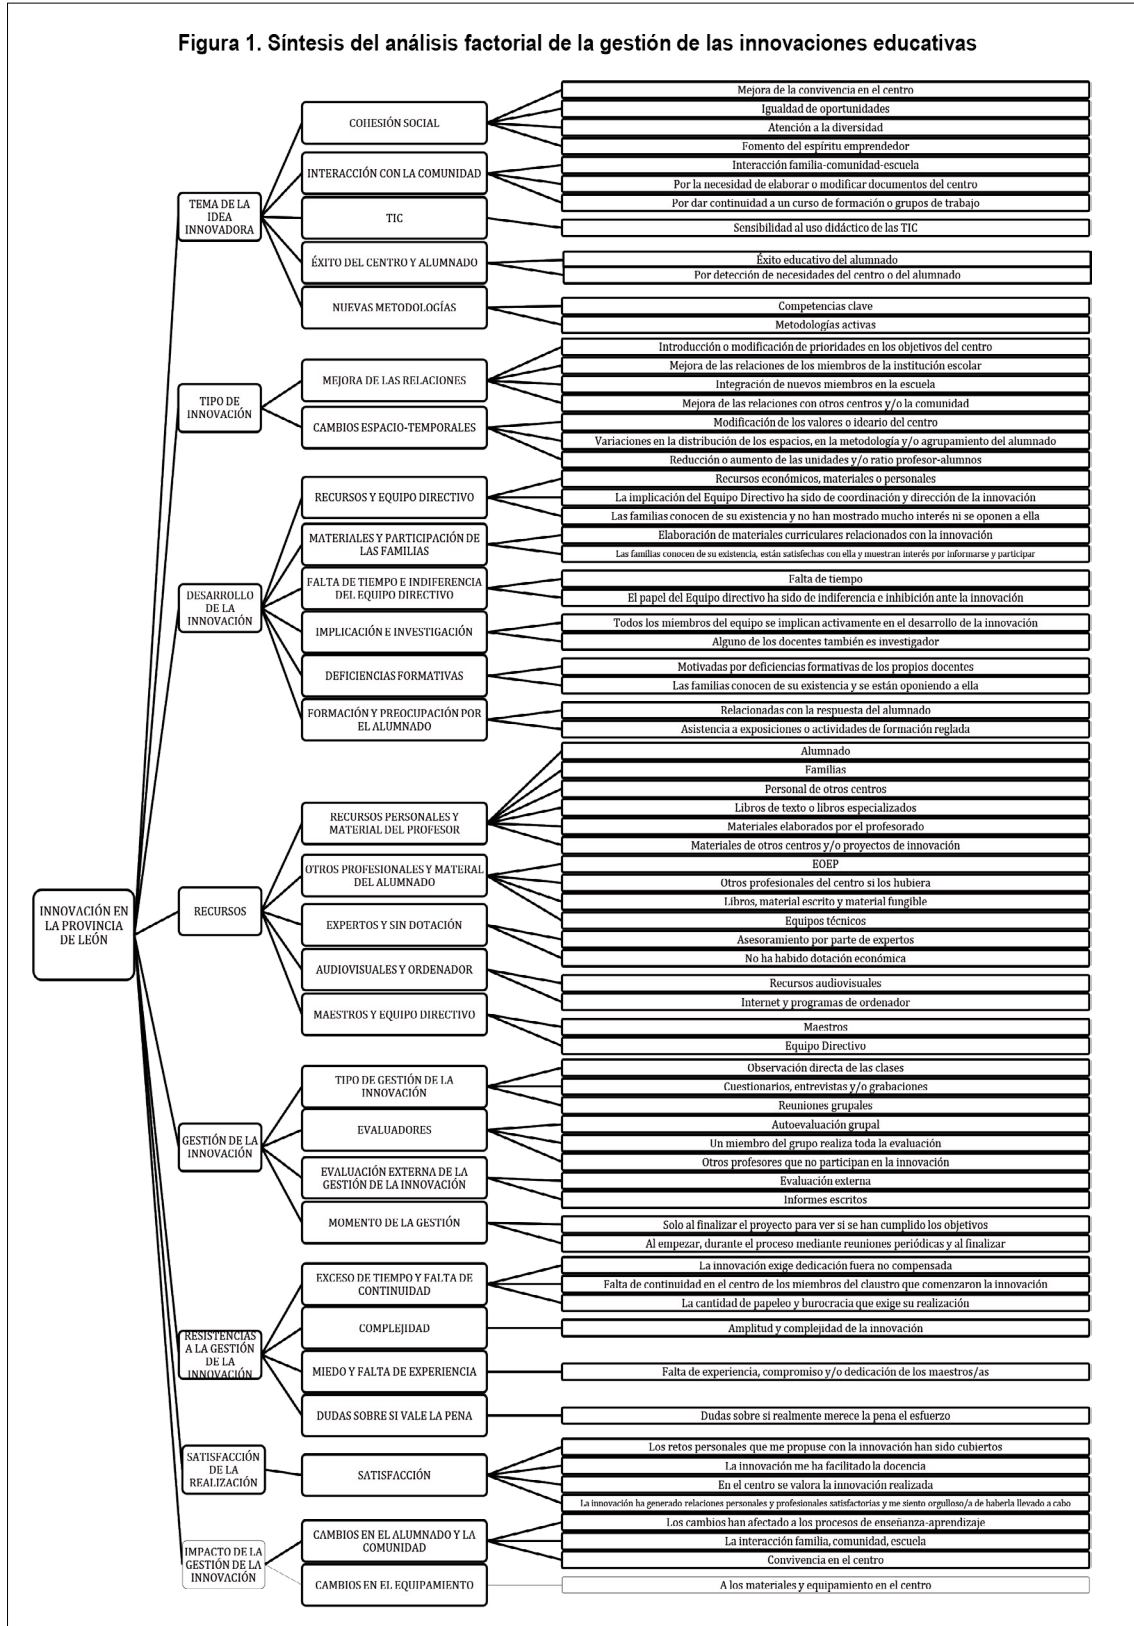 Figura 1. Síntesis del análisis factorial de la gestión de las innovaciones educativas
INNOVACIÓN EN
LA PROVINCIA
DE LEÓN
TEMA DE LA
IDEA
INNOVADORA
COHESIÓN SOCIAL
Mejora de la convivencia en el centro
Igualdad de oportunidades
Atención a la diversidad
Fomento del espíritu emprendedor
INTERACCIÓN CON LA COMUNIDAD
Interacción familia-comunidad-escuela
Por la necesidad de elaborar o modificar documentos del centro
Por dar continuidad a un curso de formación o grupos de trabajo
TIC
Sensibilidad al uso didáctico de las TIC
ÉXITO DEL CENTRO Y ALUMNADO
Éxito educativo del alumnado
Por detección de necesidades del centro o del alumnado
NUEVAS METODOLOGÍAS
Competencias clave
Metodologías activas
TIPO DE
INNOVACIÓN
MEJORA DE LAS RELACIONES
Introducción o modificación de prioridades en los objetivos del centro
Mejora de las relaciones de los miembros de la institución escolar
Integración de nuevos miembros en la escuela
Mejora de las relaciones con otros centros y/o la comunidad
CAMBIOS ESPACIO-TEMPORALES
Modificación de los valores o ideario del centro
Variaciones en la distribución de los espacios, en la metodología y/o agrupamiento del alumnado
Reducción o aumento de las unidades y/o ratio profesor-alumnos
DESARROLLO
DE LA
INNOVACIÓN
RECURSOS Y EQUIPO DIRECTIVO
Recursos económicos, materiales o personales
La implicación del Equipo Directivo ha sido de coordinación y dirección de la innovación
Las familias conocen de su existencia y no han mostrado mucho interés ni se oponen a ella
MATERIALES Y PARTICIPACIÓN DE
LAS FAMILIAS
Elaboración de materiales curriculares relacionados con la innovación
Las familias conocen de su existencia, están satisfechas con ella y muestran interés por informarse y participar
FALTA DE TIEMPO E INDIFERENCIA
DEL EQUIPO DIRECTIVO
Falta de tiempo
El papel del Equipo directivo ha sido de indiferencia e inhibición ante la innovación
IMPLICACIÓN E INVESTIGACIÓN
Todos los miembros del equipo se implican activamente en el desarrollo de la innovación
Alguno de los docentes también es investigador
DEFICIENCIAS FORMATIVAS
Motivadas por deficiencias formativas de los propios docentes
Las familias conocen de su existencia y se están oponiendo a ella
FORMACIÓN Y PREOCUPACIÓN POR
EL ALUMNADO
Relacionadas con la respuesta del alumnado
Asistencia a exposiciones o actividades de formación reglada
RECURSOS
RECURSOS PERSONALES Y
MATERIAL DEL PROFESOR
Alumnado
Familias
Personal de otros centros
Libros de texto o libros especializados
Materiales elaborados por el profesorado
Materiales de otros centros y/o proyectos de innovación
OTROS PROFESIONALES Y MATERAL
DEL ALUMNADO
EOEP
Otros profesionales del centro si los hubiera
Libros, material escrito y material fungible
Equipos técnicos
EXPERTOS Y SIN DOTACIÓN
Asesoramiento por parte de expertos
No ha habido dotación económica
AUDIOVISUALES Y ORDENADOR
Recursos audiovisuales
Internet y programas de ordenador
MAESTROS Y EQUIPO DIRECTIVO
Maestros
Equipo Directivo
GESTIÓN DE LA
INNOVACIÓN
TIPO DE GESTIÓN DE LA
INNOVACIÓN
Observación directa de las clases
Cuestionarios, entrevistas y/o grabaciones
Reuniones grupales
EVALUADORES
Autoevaluación grupal
Un miembro del grupo realiza toda la evaluación
Otros profesores que no participan en la innovación
EVALUACIÓN EXTERNA DE LA
GESTIÓN DE LA INNOVACIÓN
Evaluación externa
Informes escritos
MOMENTO DE LA GESTIÓN
Solo al finalizar el proyecto para ver si se han cumplido los objetivos
Al empezar, durante el proceso mediante reuniones periódicas y al finalizar
RESISTENCIAS
A LA GESTIÓN
DE LA
INNOVACIÓN
EXCESO DE TIEMPO Y FALTA DE
CONTINUIDAD
La innovación exige dedicación fuera no compensada
Falta de continuidad en el centro de los miembros del claustro que comenzaron la innovación
La cantidad de papeleo y burocracia que exige su realización
COMPLEJIDAD
Amplitud y complejidad de la innovación
MIEDO Y FALTA DE EXPERIENCIA
Falta de experiencia, compromiso y/o dedicación de los maestros/as
DUDAS SOBRE SI VALE LA PENA
Dudas sobre si realmente merece la pena el esfuerzo
SATISFACCIÓN
DE LA
REALIZACIÓN
SATISFACCIÓN
Los retos personales que me propuse con la innovación han sido cubiertos
La innovación me ha facilitado la docencia
En el centro se valora la innovación realizada
La innovación ha generado relaciones personales y profesionales satisfactorias y me siento orgulloso/a de haberla llevado a cabo
IMPACTO DE LA
GESTIÓN DE LA
INNOVACIÓN
CAMBIOS EN EL ALUMNADO Y LA
COMUNIDAD
Los cambios han afectado a los procesos de enseñanza-aprendizaje
La interacción familia, comunidad, escuela
Convivencia en el centro
CAMBIOS EN EL EQUIPAMIENTO
A los materiales y equipamiento en el centro